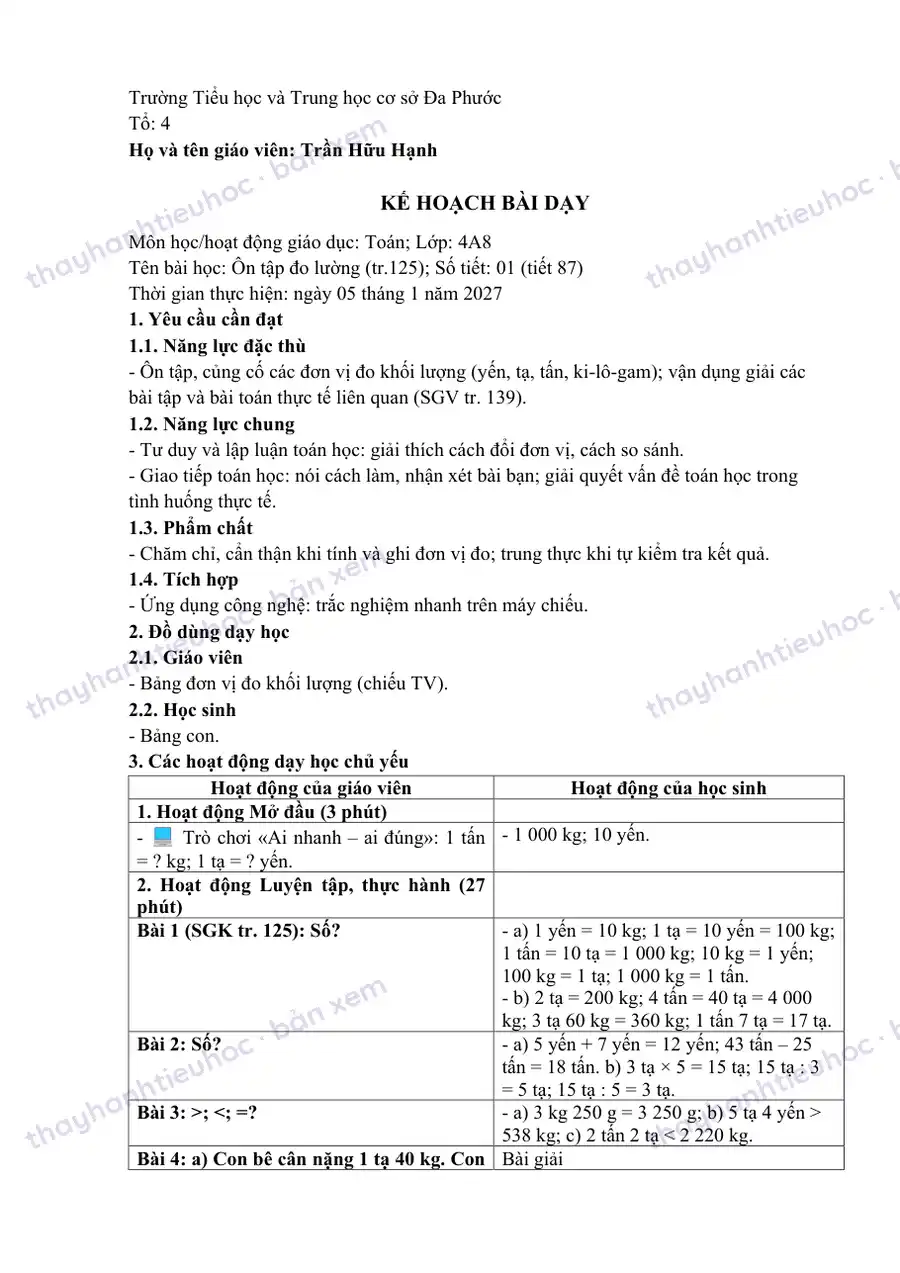 Trường Tiểu học và Trung học cơ sở Đa Phước
Tổ: 4
Họ và tên giáo viên: Trần Hữu Hạnh
KẾ HOẠCH BÀI DẠY
Môn học/hoạt động giáo dục: Toán; Lớp: 4A8
Tên bài học: Ôn tập đo lường (tr.125); Số tiết: 01 (tiết 87)
Thời gian thực hiện: ngày 05 tháng 1 năm 2027
1. Yêu cầu cần đạt
1.1. Năng lực đặc thù
- Ôn tập, củng cố các đơn vị đo khối lượng (yến, tạ, tấn, ki-lô-gam); vận dụng giải các
bài tập và bài toán thực tế liên quan (SGV tr. 139).
1.2. Năng lực chung
- Tư duy và lập luận toán học: giải thích cách đổi đơn vị, cách so sánh.
- Giao tiếp toán học: nói cách làm, nhận xét bài bạn; giải quyết vấn đề toán học trong
tình huống thực tế.
1.3. Phẩm chất
- Chăm chỉ, cẩn thận khi tính và ghi đơn vị đo; trung thực khi tự kiểm tra kết quả.
1.4. Tích hợp
- Ứng dụng công nghệ: trắc nghiệm nhanh trên máy chiếu.
2. Đồ dùng dạy học
2.1. Giáo viên
- Bảng đơn vị đo khối lượng (chiếu TV).
2.2. Học sinh
- Bảng con.
3. Các hoạt động dạy học chủ yếu
Hoạt động của giáo viên
Hoạt động của học sinh
1. Hoạt động Mở đầu (3 phút)
- Trò chơi «Ai nhanh – ai đúng»: 1 tấn
= ? kg; 1 tạ = ? yến.
- 1 000 kg; 10 yến.
2. Hoạt động Luyện tập, thực hành (27
phút)
Bài 1 (SGK tr. 125): Số?
- a) 1 yến = 10 kg; 1 tạ = 10 yến = 100 kg;
1 tấn = 10 tạ = 1 000 kg; 10 kg = 1 yến;
100 kg = 1 tạ; 1 000 kg = 1 tấn.
- b) 2 tạ = 200 kg; 4 tấn = 40 tạ = 4 000
kg; 3 tạ 60 kg = 360 kg; 1 tấn 7 tạ = 17 tạ.
Bài 2: Số?
- a) 5 yến + 7 yến = 12 yến; 43 tấn – 25
tấn = 18 tấn. b) 3 tạ × 5 = 15 tạ; 15 tạ : 3
= 5 tạ; 15 tạ : 5 = 3 tạ.
Bài 3: >; <; =?
- a) 3 kg 250 g = 3 250 g; b) 5 tạ 4 yến >
538 kg; c) 2 tấn 2 tạ < 2 220 kg.
Bài 4: a) Con bê cân nặng 1 tạ 40 kg. Con
Bài giải
thayhanhtieuhoc · bản xem
thayhanhtieuhoc · b
thayhanhtieuhoc · bản xem
thayhanhtieuhoc · b
thayhanhtieuhoc · bản xem
thayhanhtieuhoc · b